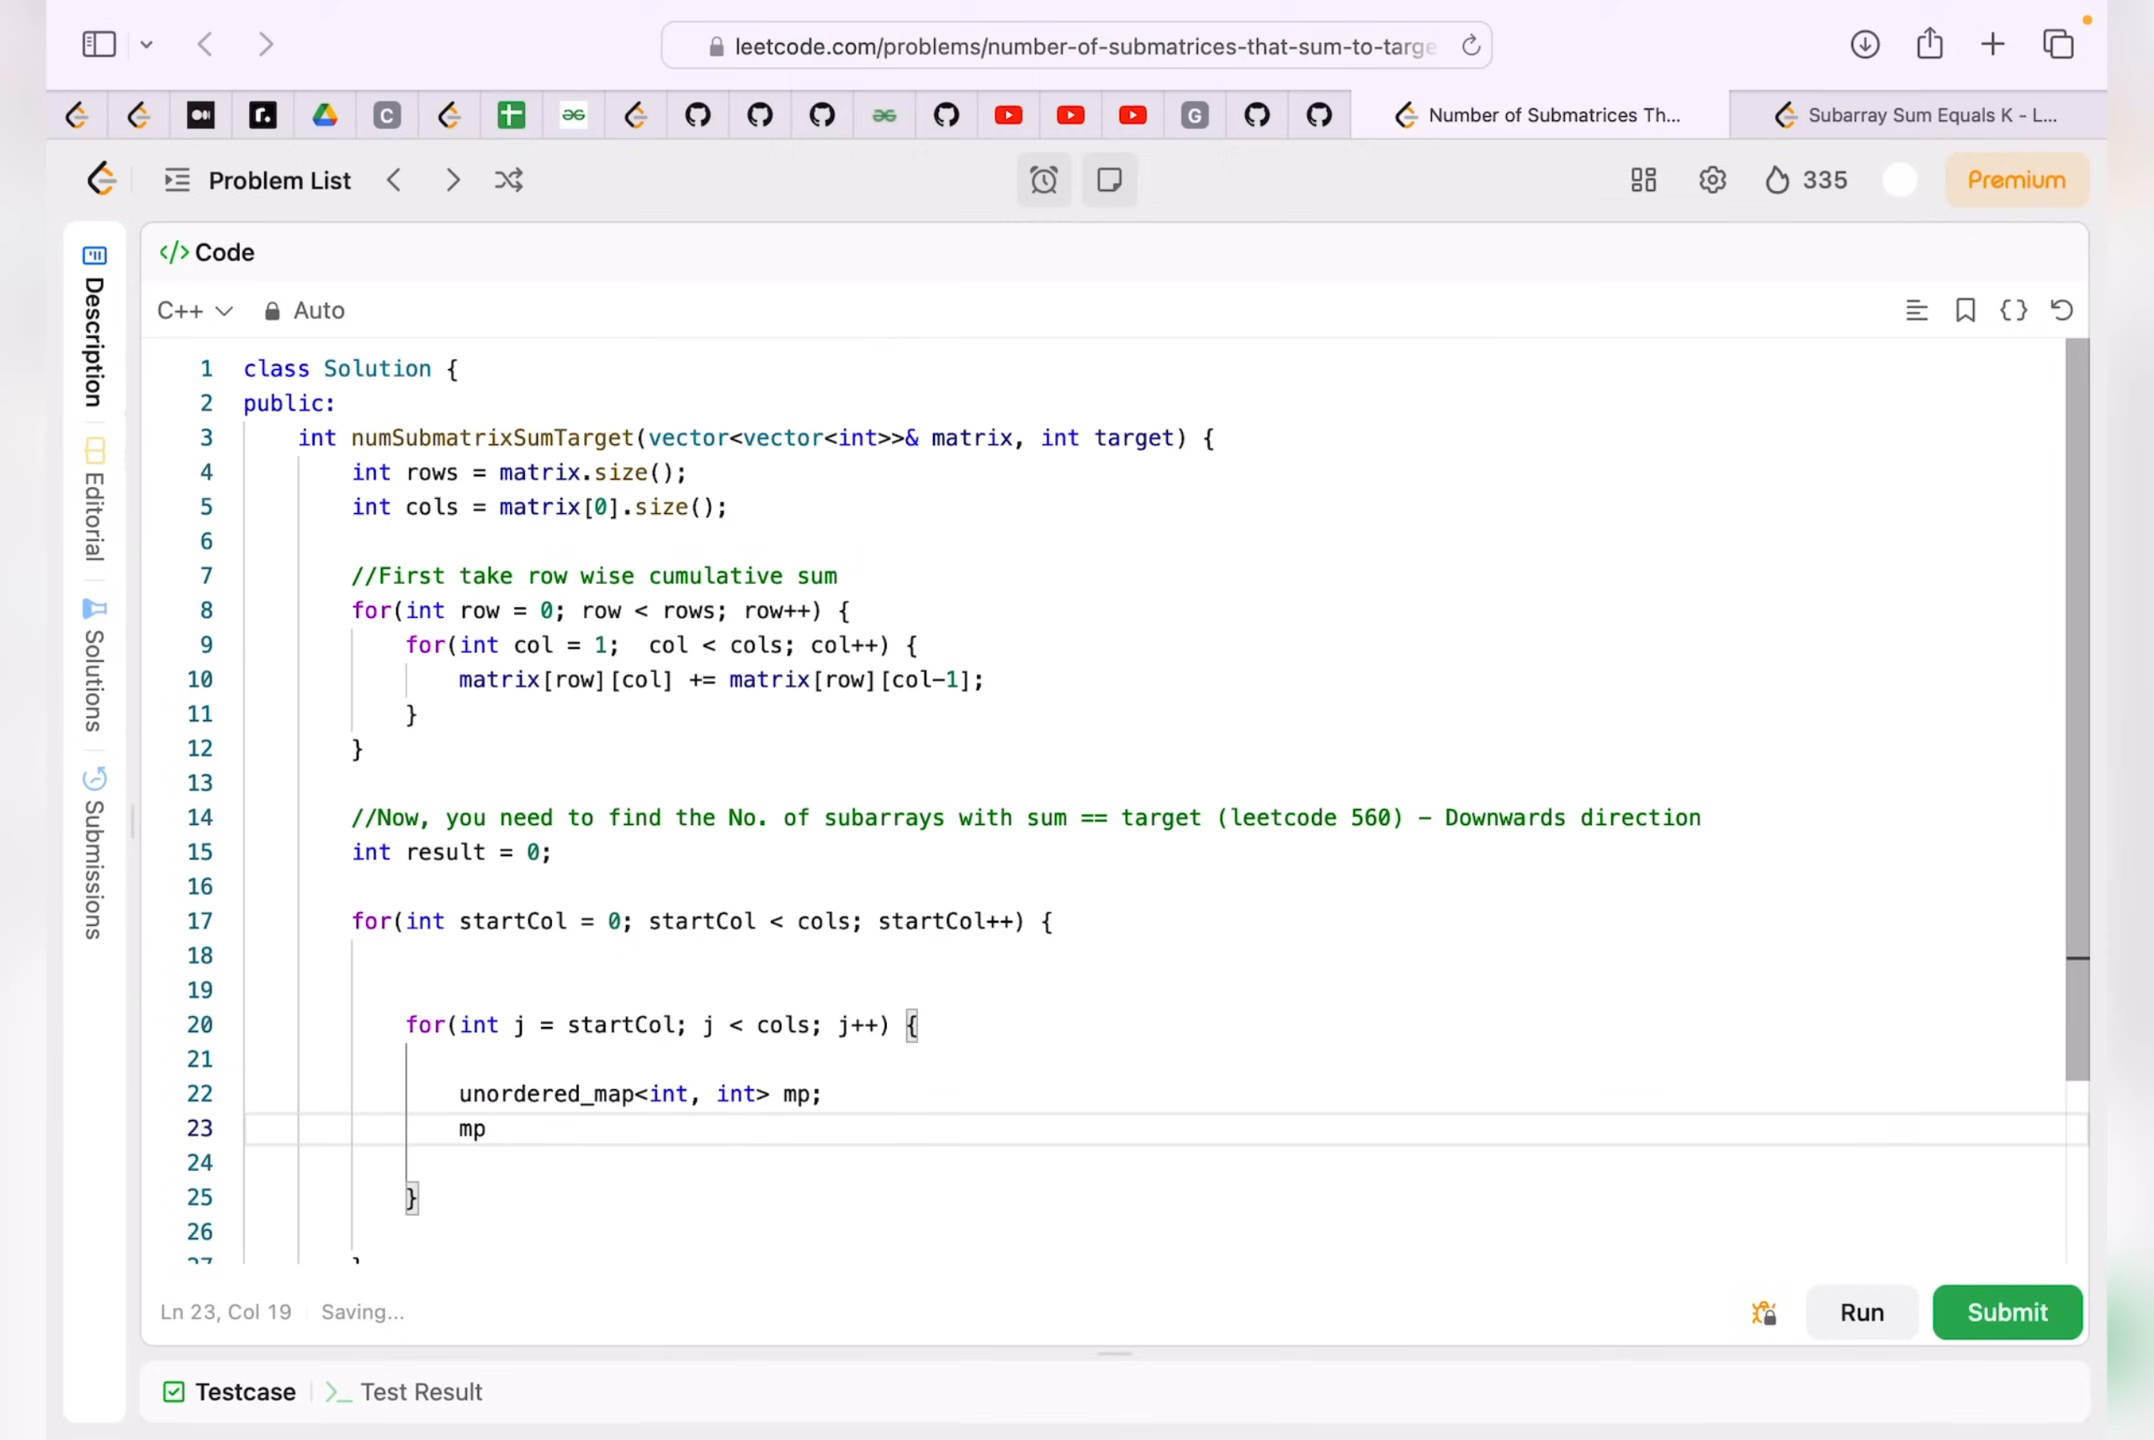 leetcode.com/problems/number-of-submatrices-that-sum-to-targe
C
G
Number of Submatrices Th...
Subarray Sum Equals K - L...
Problem List
335
Premium
Description
Editorial
Solutions
Submissions
</> Code
C++
Auto
1 class Solution {
2 public:
3 int numSubmatrixSumTarget(vector<vector<int>>& matrix, int target) {
4 int rows = matrix.size();
5 int cols = matrix[0].size();
6
7 //First take row wise cumulative sum
8 for(int row = 0; row < rows; row++) {
9 for(int col = 1;  col < cols; col++) {
10 matrix[row][col] += matrix[row][col-1];
11 }
12 }
13
14 //Now, you need to find the No. of subarrays with sum == target (leetcode 560) - Downwards direction
15 int result = 0;
16
17 for(int startCol = 0; startCol < cols; startCol++) {
18
19
20 for(int j = startCol; j < cols; j++) {
21
22 unordered_map<int, int> mp;
23 mp
24
25 }
26
27 }
Ln 23, Col 19
Saving...
Run
Submit
Testcase
>_ Test Result